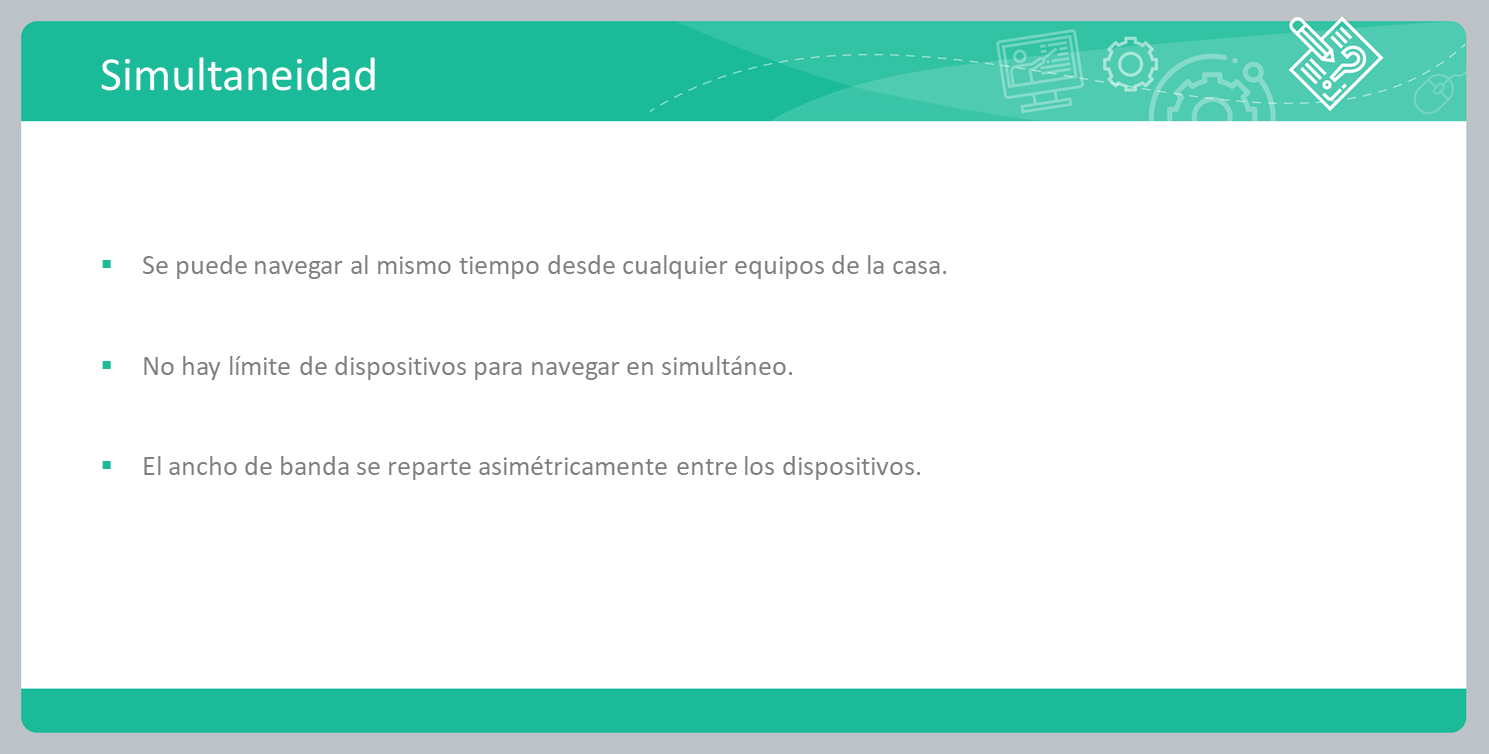 Simultaneidad
Se puede navegar al mismo tiempo desde cualquier equipos de la casa.
No hay límite de dispositivos para navegar en simultáneo.
El ancho de banda se reparte asimétricamente entre los dispositivos.